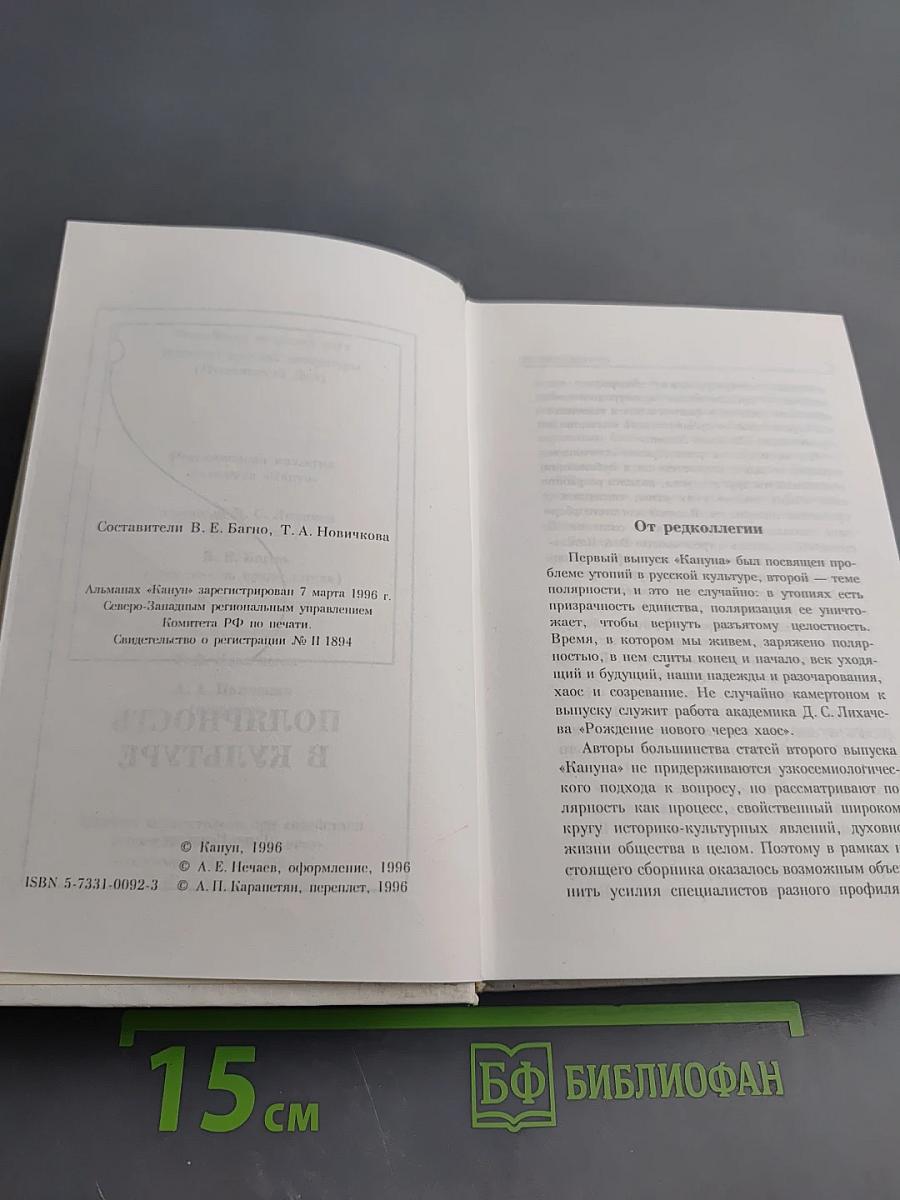 Составители В. Е. Багно, Т. А. Новичкова
Альманах «Канун» зарегистрирован 7 марта 1996 г.
Северо-Западным региональным управлением
Комитета РФ по печати.
Свидетельство о регистрации № П 1894
ПОЛЯРНОСТЬ
В КУЛЬТУРЕ
© Канун, 1996
© А. Е. Нечаев, оформление, 1996
ISBN 5-7331-0092-3 © А. П. Карапетян, переплет, 1996
От редколлегии
Первый выпуск «Кануна» был посвящен про-
блеме утопий в русской культуре, второй — теме
полярности, и это не случайно: в утопиях есть
призрачность единства, поляризация ее уничто-
жает, чтобы вернуть разъятому целостность.
Время, в котором мы живем, заряжено поляр-
ностью, в нем слиты конец и начало, век уходя-
щий и будущий, наши надежды и разочарования,
хаос и созревание. Не случайно камертоном к
выпуску служит работа академика Д. С. Лихаче-
ва «Рождение нового через хаос».
Авторы большинства статей второго выпуска
«Кануна» не придерживаются узкосемиологичес-
кого подхода к вопросу, но рассматривают по
лярность как процесс, свойственный широком
кругу историко-культурных явлений, духовно
жизни общества в целом. Поэтому в рамках н
стоящего сборника оказалось возможным объе
нить усилия специалистов разного профиля
15 см
БФ БИБЛИОФАН